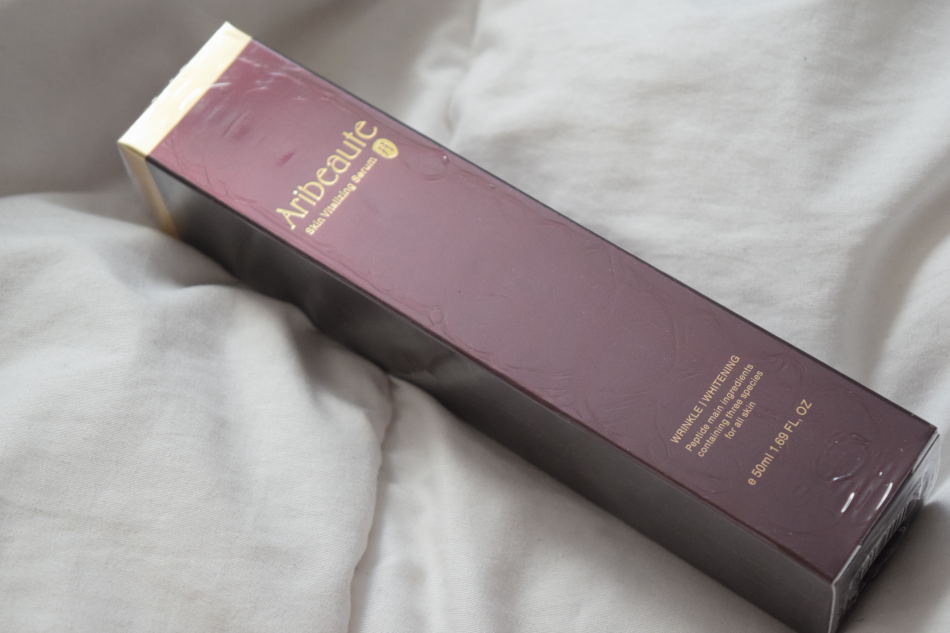 Aribeaute
Skin Vitalizing Serum
WRINKLE I WHITENING
Peptide main ingredients
containing three species
for all skin
e 50ml 1.69 FL, OZ